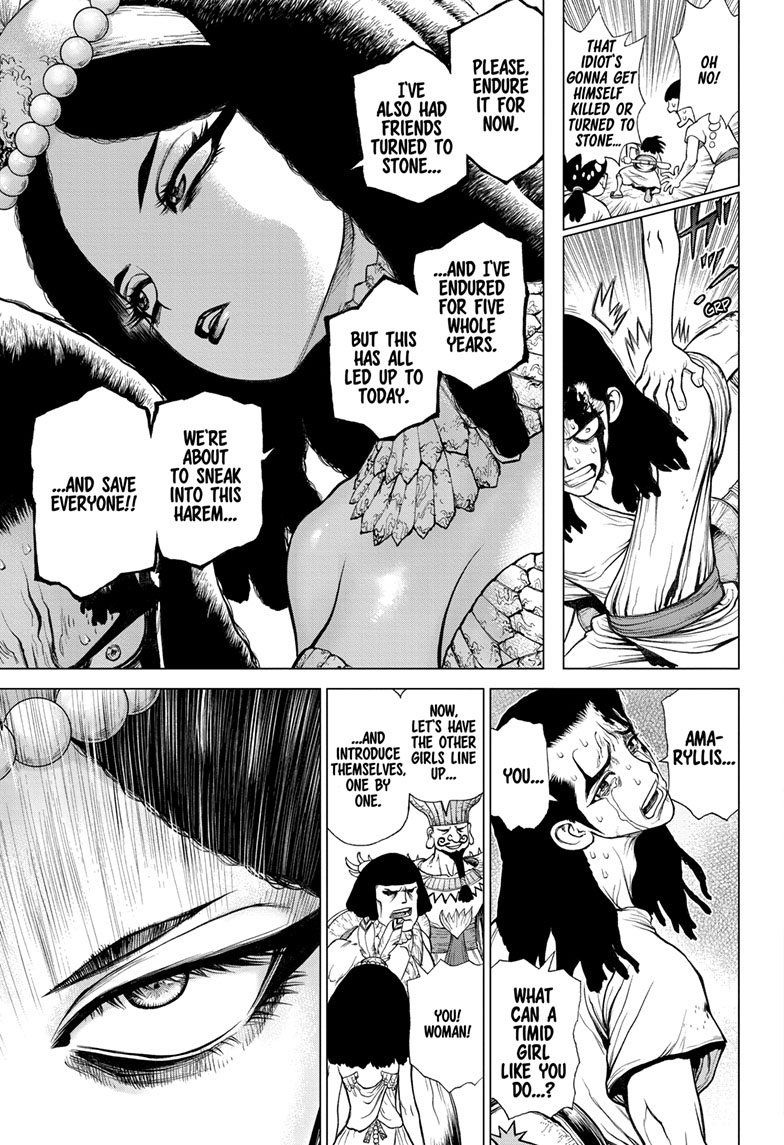 OH
NO!
THAT
IDIOT'S
GONNA GET
HIMSELF
KILLED OR
TURNED TO
STONE...
ガッ
GRP
PLEASE,
ENDURE
IT FOR
NOW.
I'VE
ALSO HAD
FRIENDS
TURNED TO
STONE...
...AND I'VE
ENDURED
FOR FIVE
WHOLE
YEARS.
BUT THIS
HAS ALL
LED UP TO
TODAY.
WE'RE
ABOUT
TO SNEAK
INTO THIS
HAREM...
...AND SAVE
EVERYONE!!
AMA-
RYLLIS...
YOU...
WHAT
CAN A
TIMID
GIRL
LIKE YOU
DO...?
NOW,
LET'S HAVE
THE OTHER
GIRLS LINE
UP...
...AND
INTRODUCE
THEMSELVES,
ONE BY
ONE.
YOU!
WOMAN!